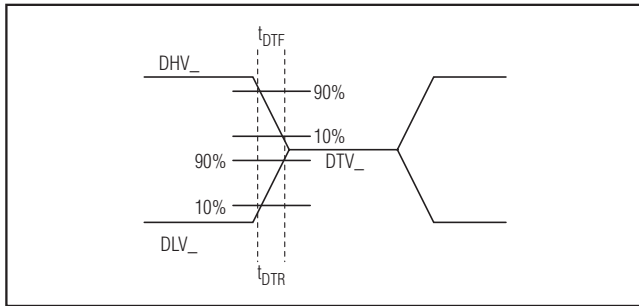 tDTF
DHV_
90%
10%
90%
DTV_
10%
DLV_
tDTR